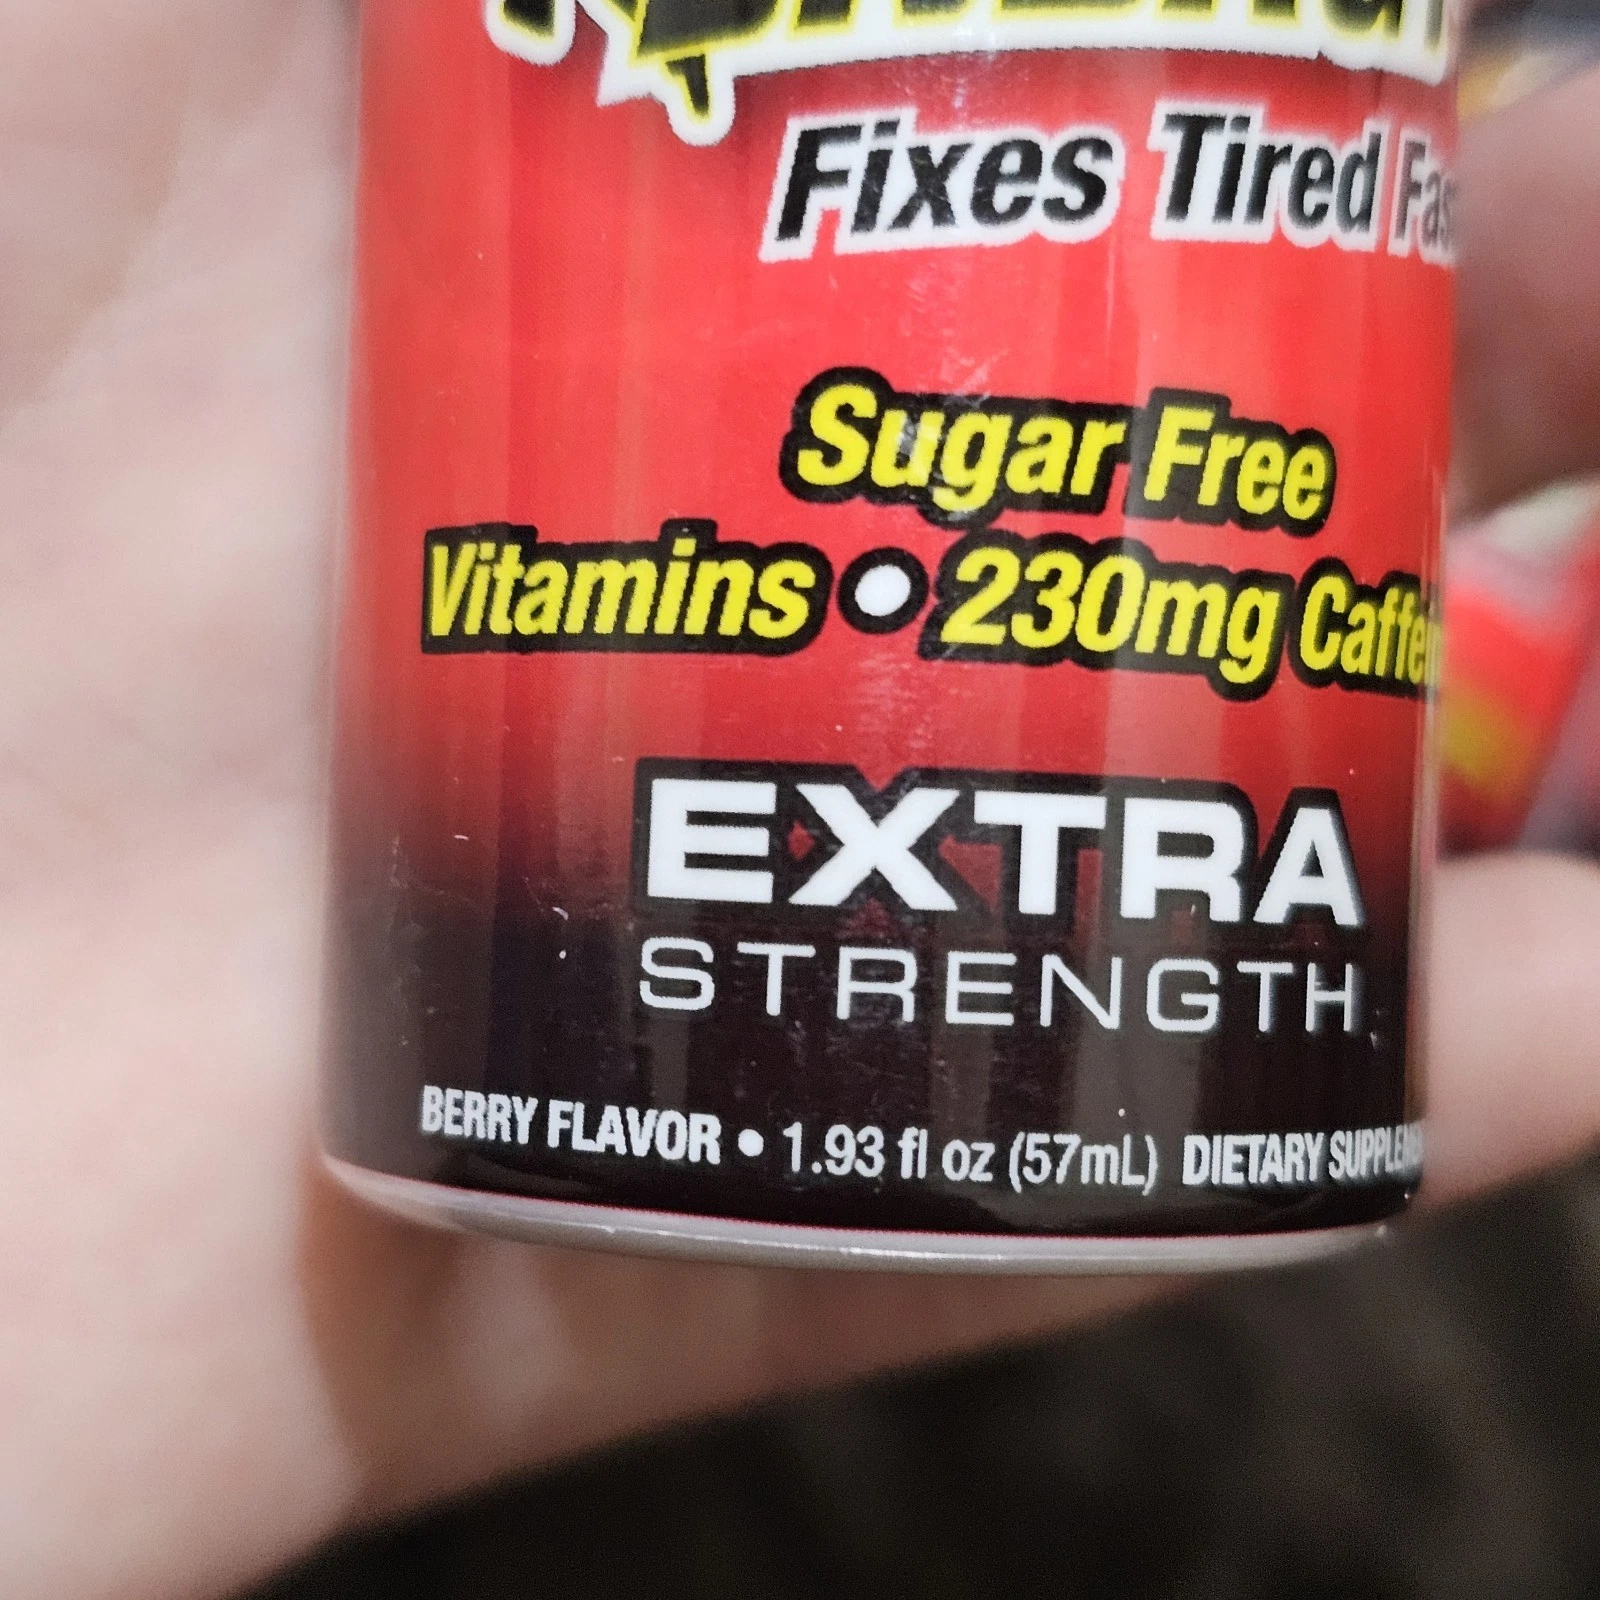 Fixes Tired
Sugar Free
Vitamins • 230mg
EXTRA
STRENGTH
BERRY FLAVOR • 1.93 fl oz (57mL) DIETARY